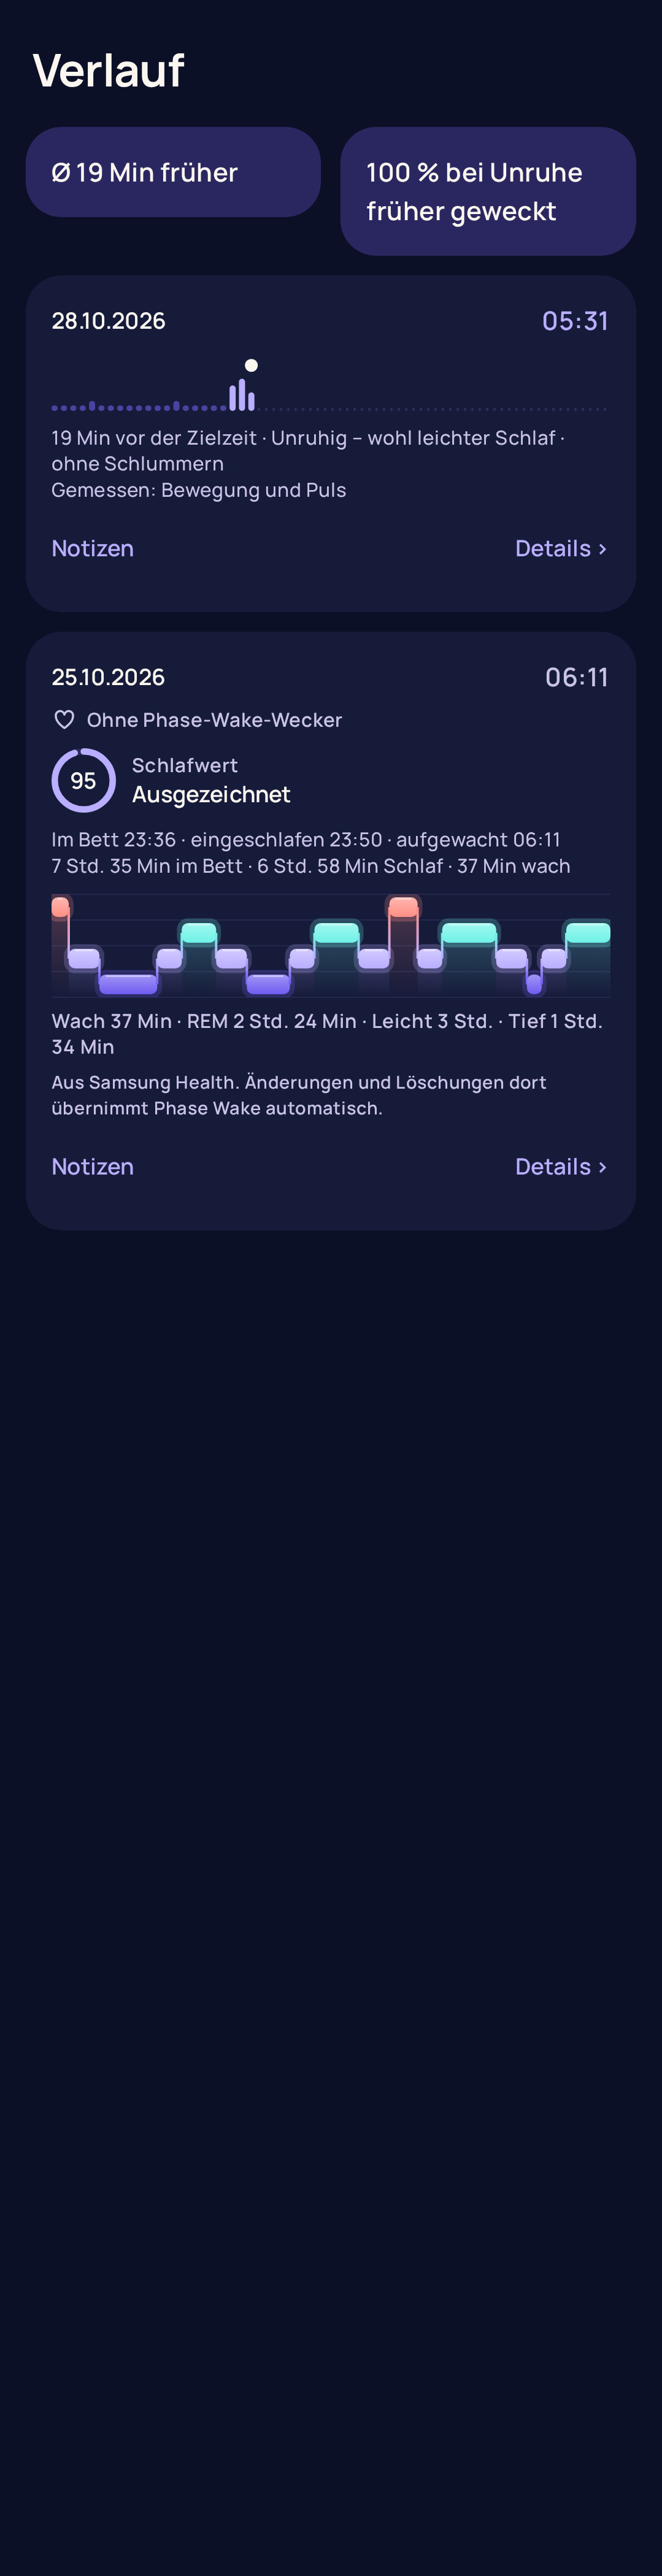 Verlauf
Ø 19 Min früher
100 % bei Unruhe
früher geweckt
28.10.2026
05:31
19 Min vor der Zielzeit · Unruhig – wohl leichter Schlaf ·
ohne Schlummern
Gemessen: Bewegung und Puls
Notizen
Details ›
25.10.2026
06:11
Ohne Phase-Wake-Wecker
95
Schlafwert
Ausgezeichnet
Im Bett 23:36 · eingeschlafen 23:50 · aufgewacht 06:11
7 Std. 35 Min im Bett · 6 Std. 58 Min Schlaf · 37 Min wach
Wach 37 Min · REM 2 Std. 24 Min · Leicht 3 Std. · Tief 1 Std.
34 Min
Aus Samsung Health. Änderungen und Löschungen dort
übernimmt Phase Wake automatisch.
Notizen
Details ›